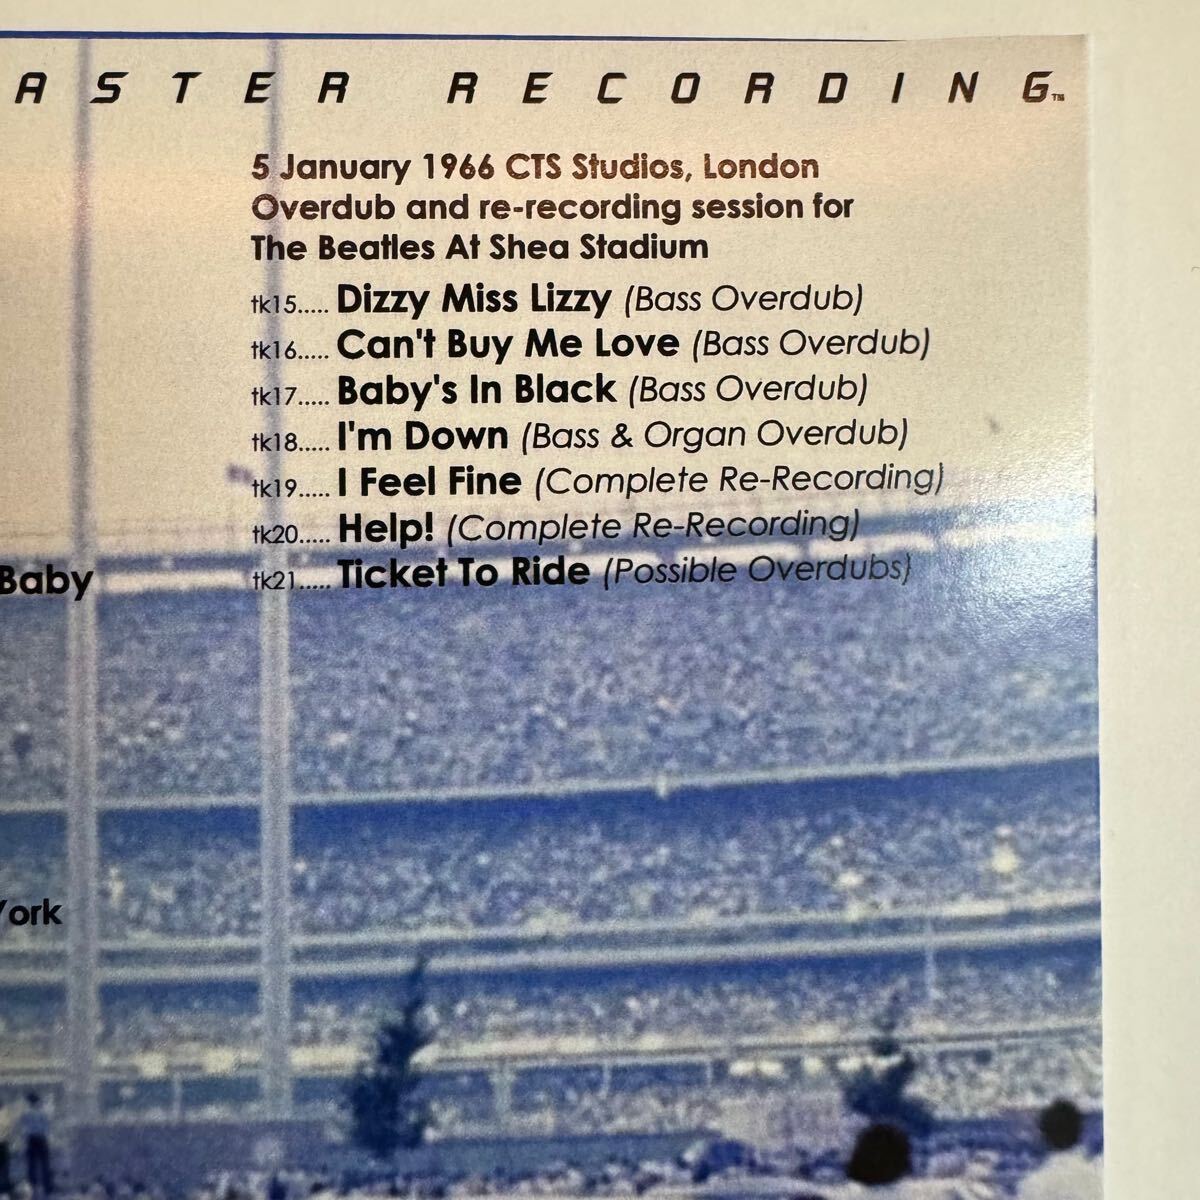 ASTER RECORDING™
5 January 1966 CTS Studios, London
Overdub and re-recording session for
The Beatles At Shea Stadium
tk15..... Dizzy Miss Lizzy (Bass Overdub)
tk16..... Can't Buy Me Love (Bass Overdub)
tk17..... Baby's In Black (Bass Overdub)
tk18..... I'm Down (Bass & Organ Overdub)
tk19..... I Feel Fine (Complete Re-Recording)
tk20..... Help! (Complete Re-Recording)
tk21..... Ticket To Ride (Possible Overdubs)
Baby
York